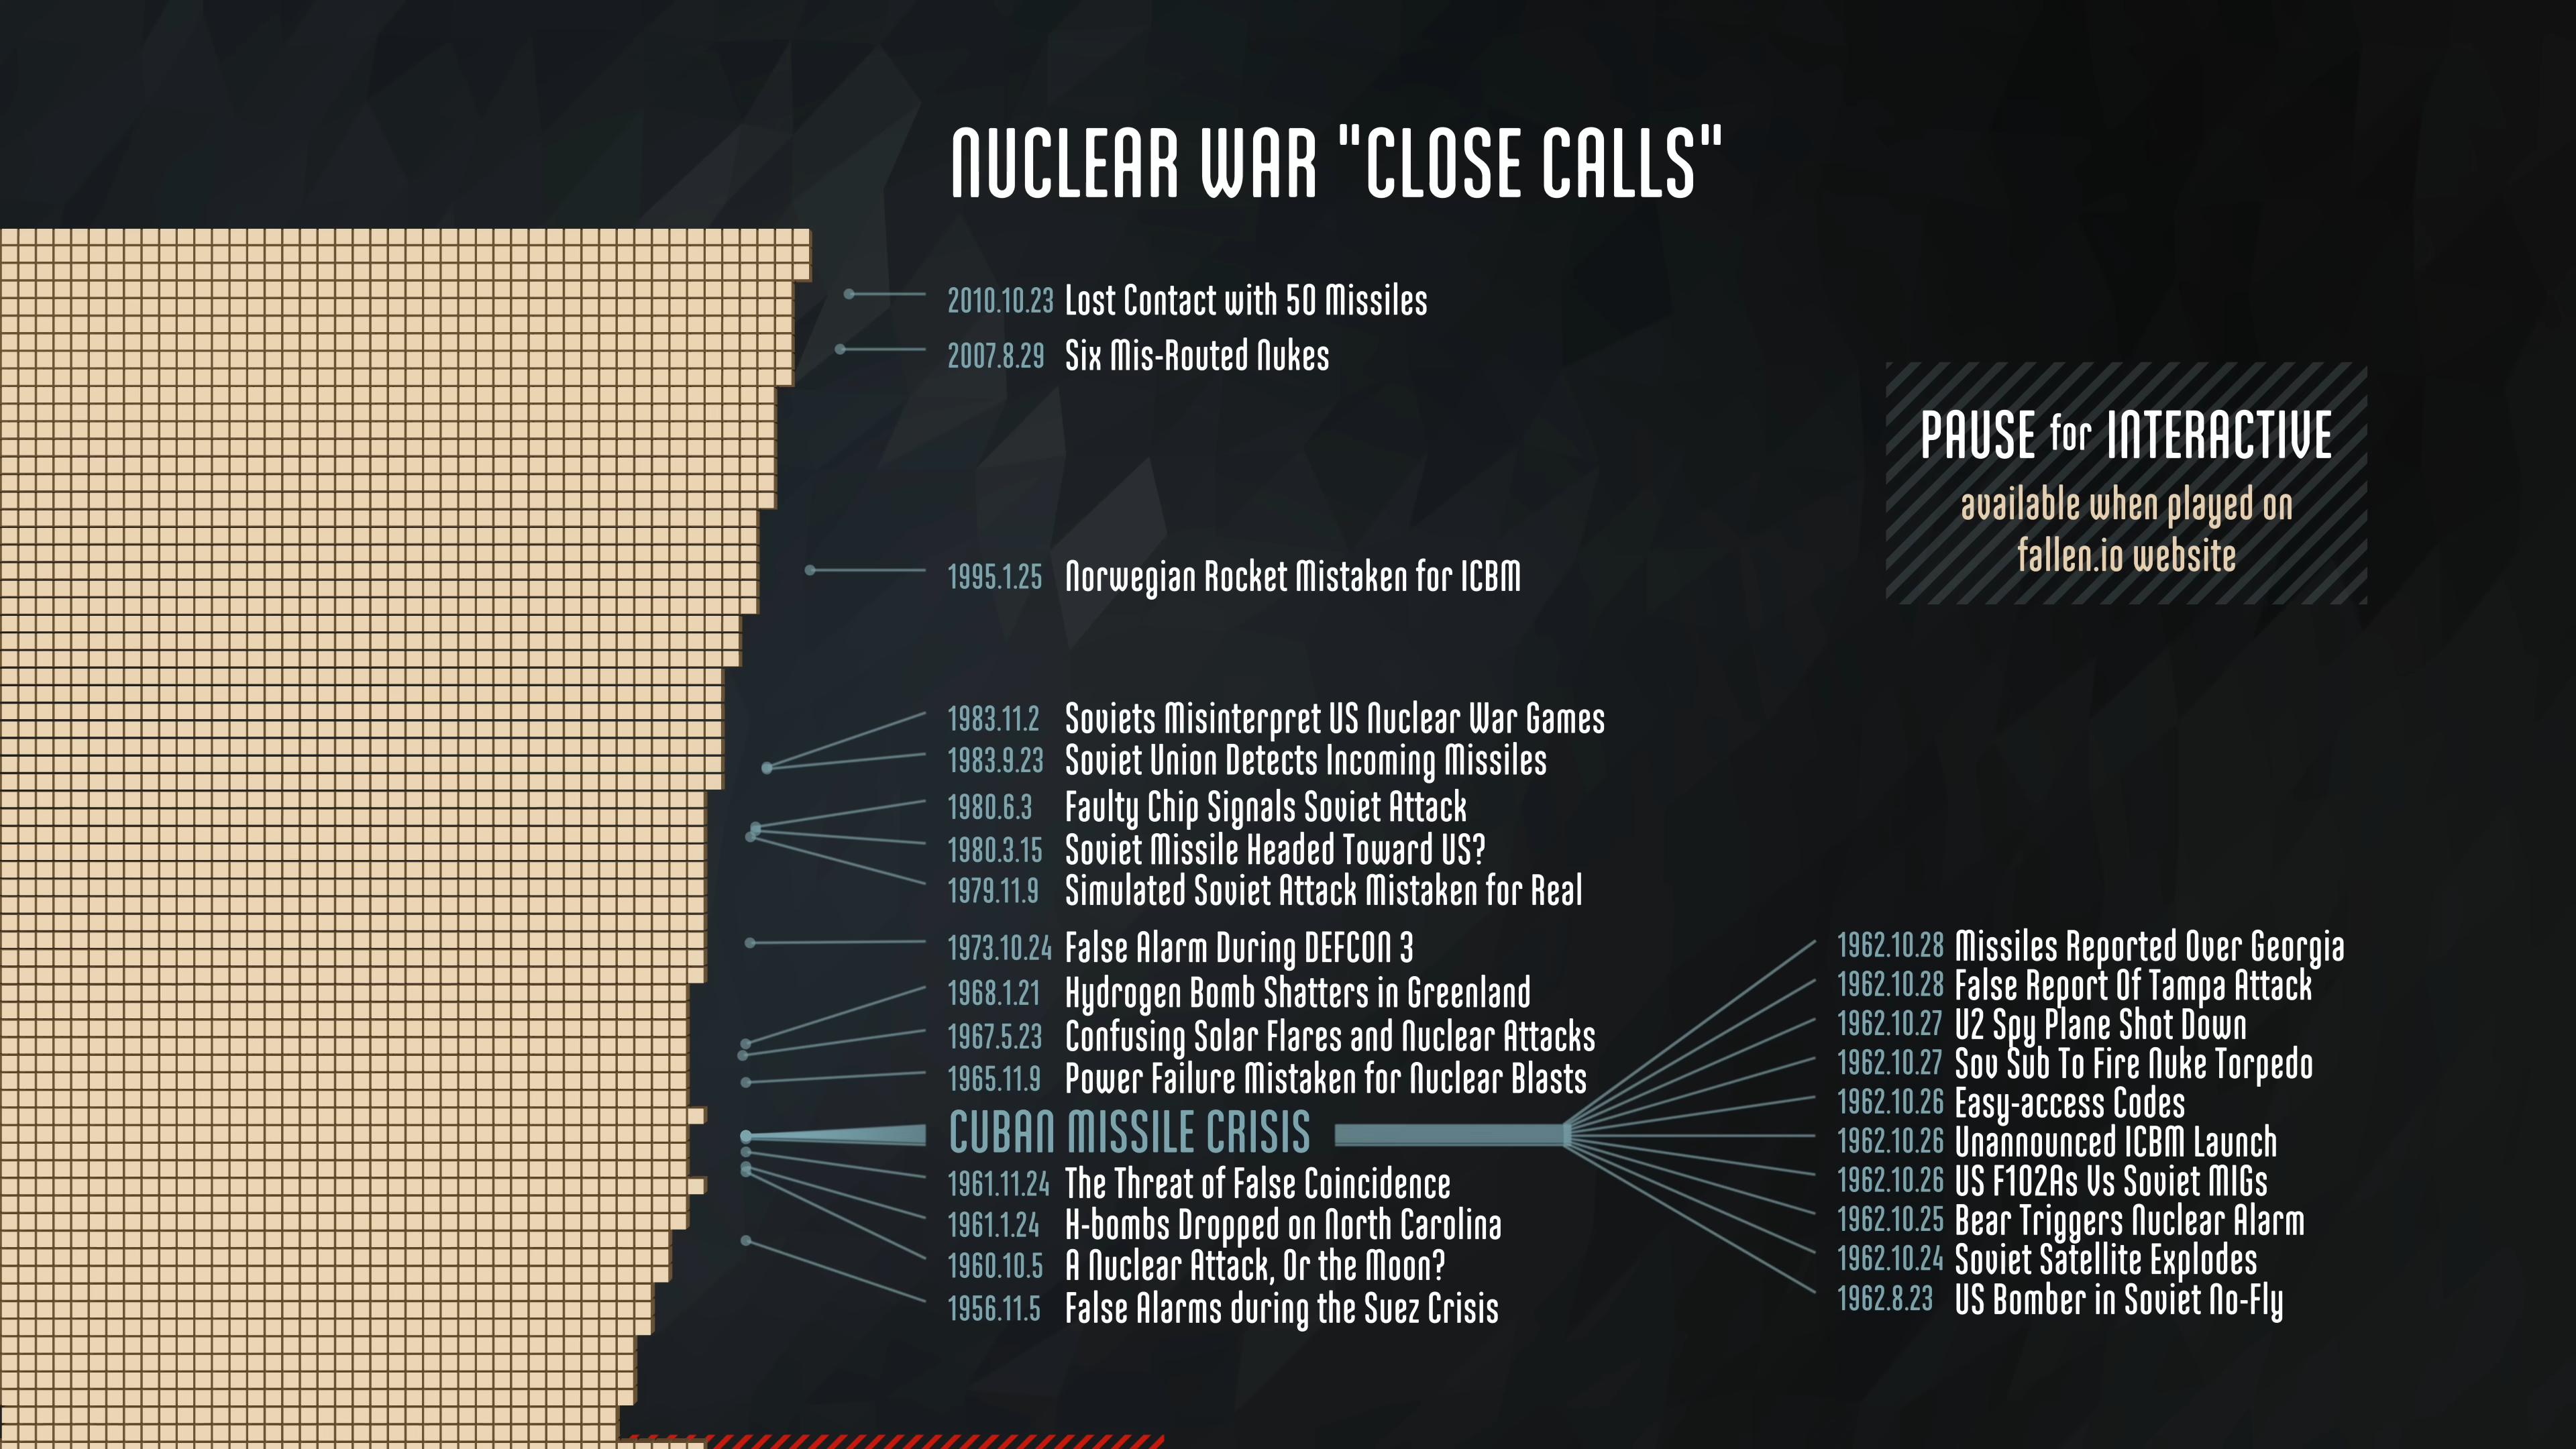 NUCLEAR WAR "CLOSE CALLS"
2010.10.23 Lost Contact with 50 Missiles
2007.8.29 Six Mis-Routed Nukes
PAUSE for INTERACTIVE
available when played on
fallen.io website
1995.1.25 Norwegian Rocket Mistaken for ICBM
1983.11.2 Soviets Misinterpret US Nuclear War Games
1983.9.23 Soviet Union Detects Incoming Missiles
1980.6.3 Faulty Chip Signals Soviet Attack
1980.3.15 Soviet Missile Headed Toward US?
1979.11.9 Simulated Soviet Attack Mistaken for Real
1973.10.24 False Alarm During DEFCON 3
1968.1.21 Hydrogen Bomb Shatters in Greenland
1967.5.23 Confusing Solar Flares and Nuclear Attacks
1965.11.9 Power Failure Mistaken for Nuclear Blasts
CUBAN MISSILE CRISIS
1961.11.24 The Threat of False Coincidence
1961.1.24 H-bombs Dropped on North Carolina
1960.10.5 A Nuclear Attack, Or the Moon?
1956.11.5 False Alarms during the Suez Crisis
1962.10.28 Missiles Reported Over Georgia
1962.10.28 False Report Of Tampa Attack
1962.10.27 U2 Spy Plane Shot Down
1962.10.27 Sov Sub To Fire Nuke Torpedo
1962.10.26 Easy-access Codes
1962.10.26 Unannounced ICBM Launch
1962.10.26 US F102As Vs Soviet MIGs
1962.10.25 Bear Triggers Nuclear Alarm
1962.10.24 Soviet Satellite Explodes
1962.8.23 US Bomber in Soviet No-Fly